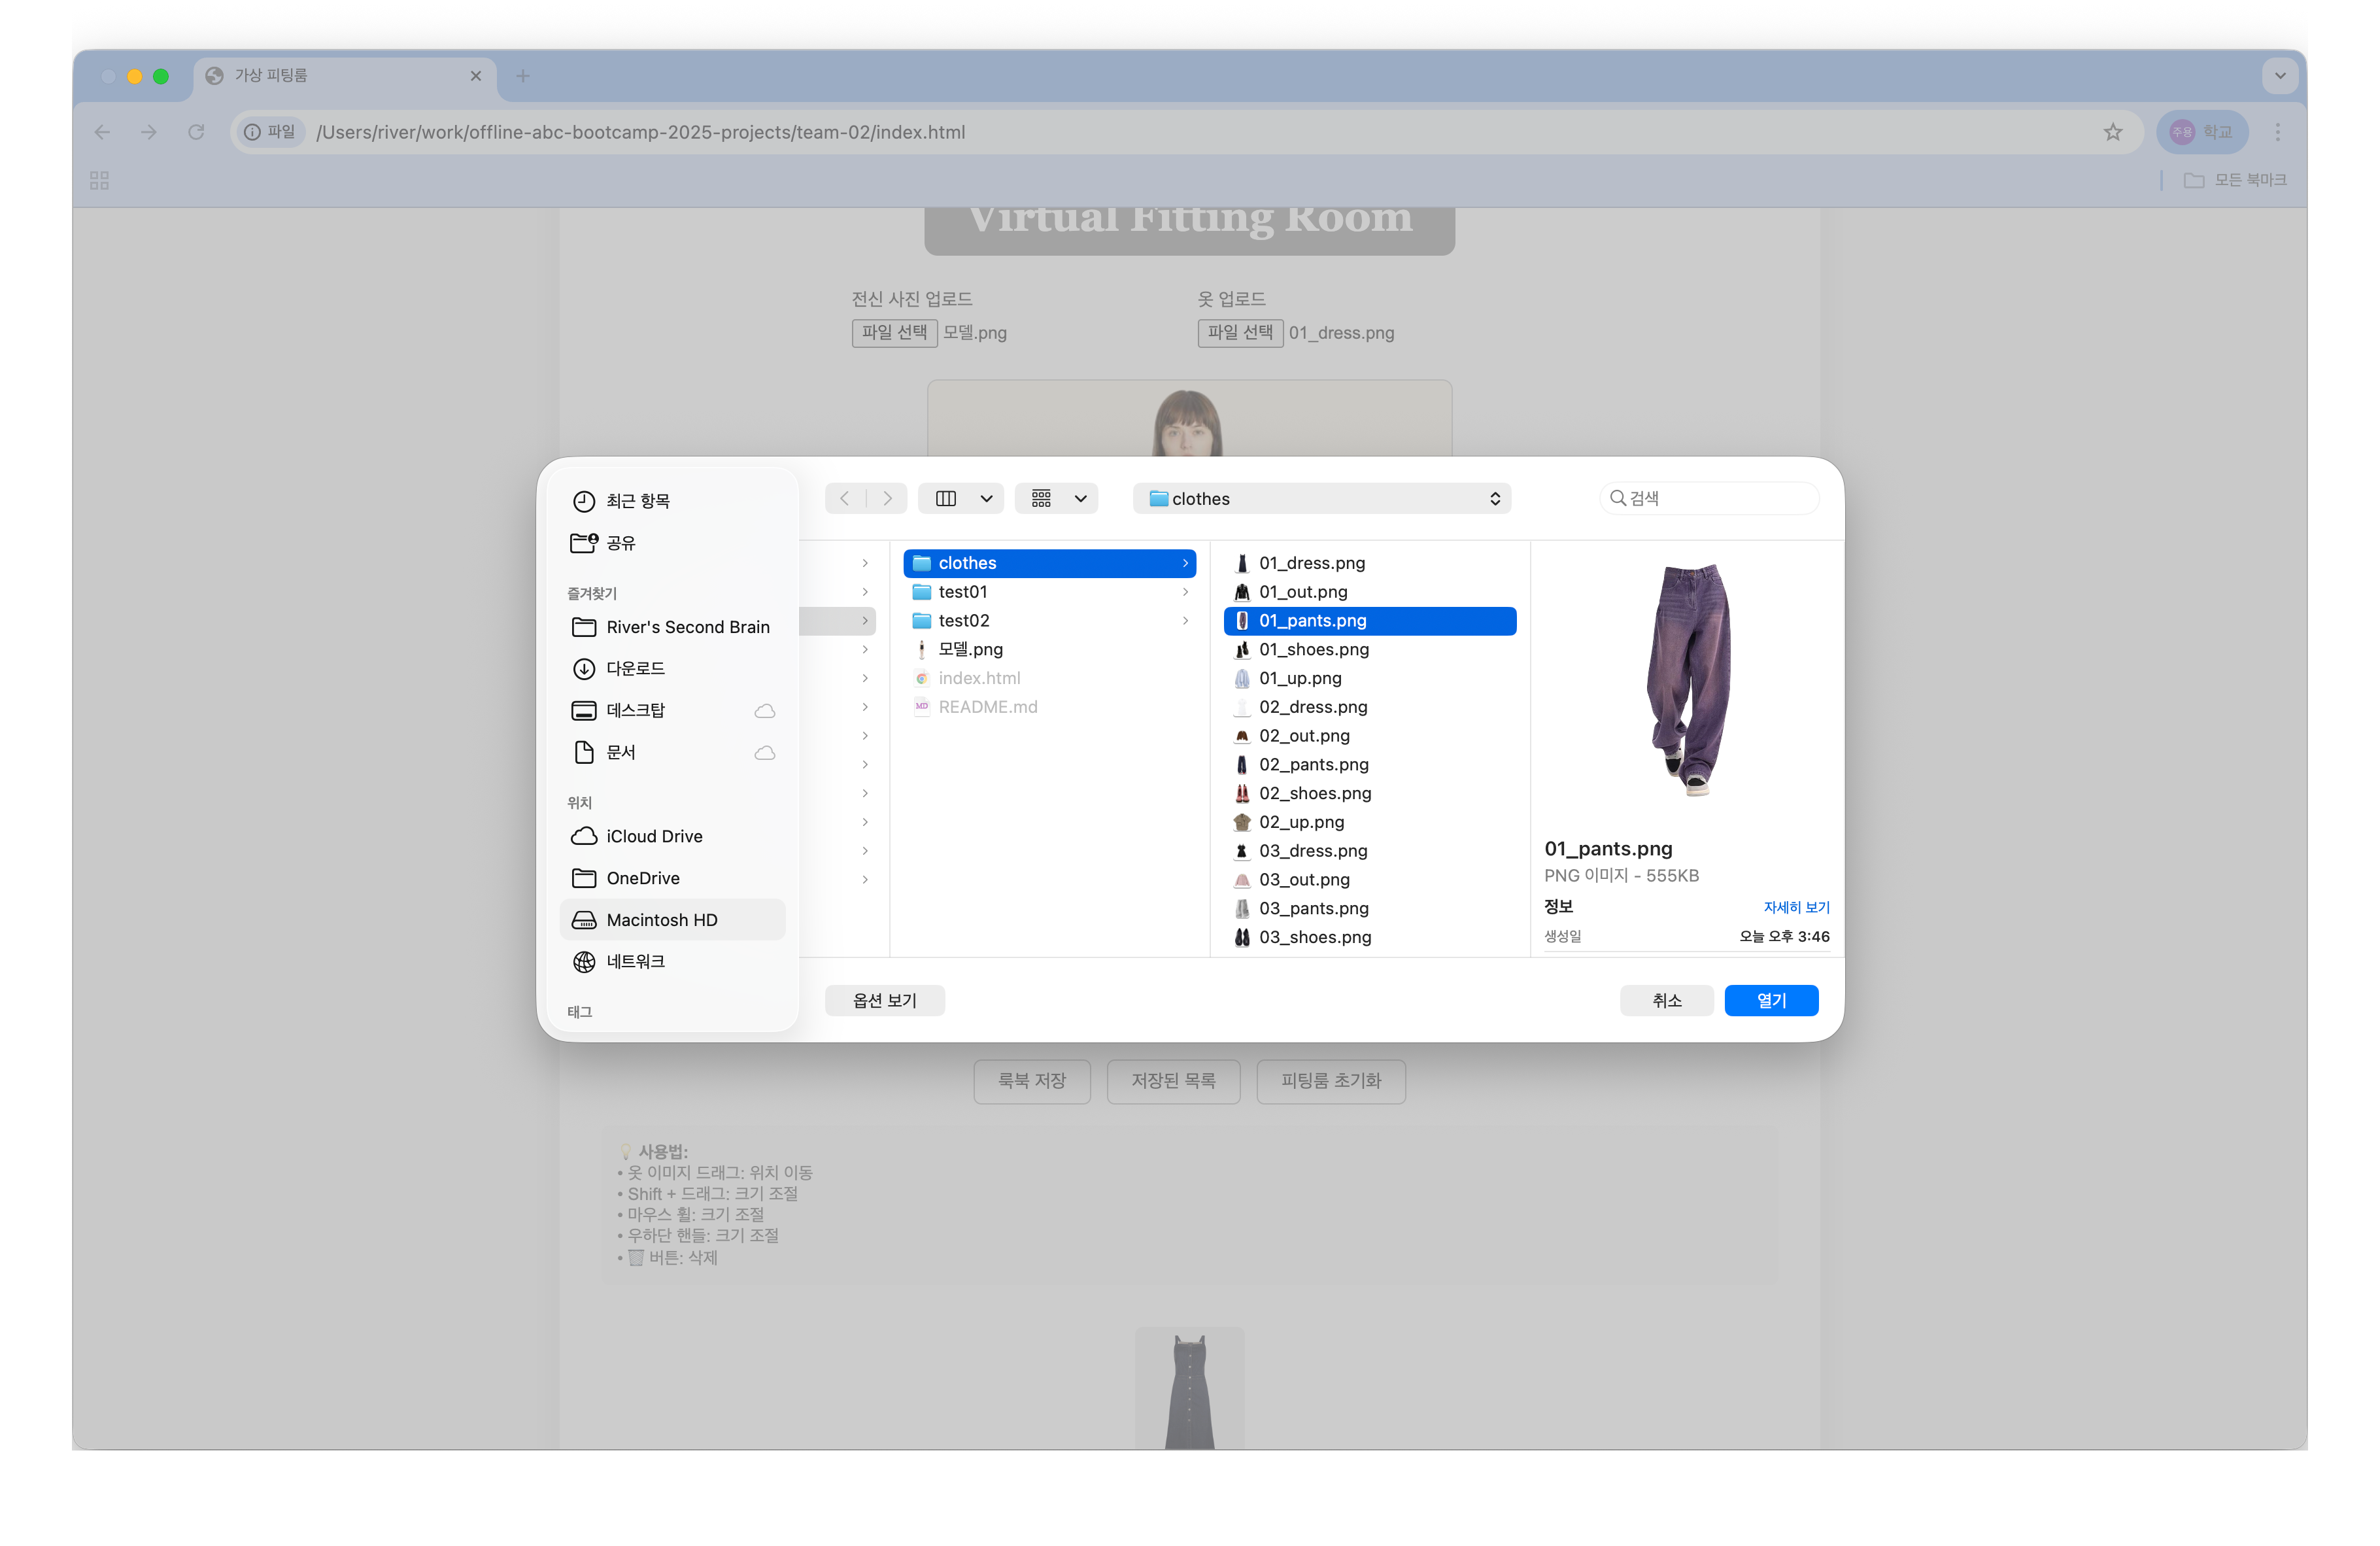 가상 피팅룸
파일 /Users/river/work/offline-abc-bootcamp-2025-projects/team-02/index.html
주용 학교
모든 북마크
Virtual Fitting Room
전신 사진 업로드
파일 선택 모델.png
옷 업로드
파일 선택 01_dress.png
최근 항목
공유
즐겨찾기
River's Second Brain
다운로드
데스크탑
문서
위치
iCloud Drive
OneDrive
Macintosh HD
네트워크
태그
clothes
검색
clothes
test01
test02
모델.png
index.html
MD README.md
01_dress.png
01_out.png
01_pants.png
01_shoes.png
01_up.png
02_dress.png
02_out.png
02_pants.png
02_shoes.png
02_up.png
03_dress.png
03_out.png
03_pants.png
03_shoes.png
01_pants.png
PNG 이미지 - 555KB
정보 자세히 보기
생성일 오늘 오후 3:46
옵션 보기
취소 열기
룩북 저장 저장된 목록 피팅룸 초기화
💡 사용법:
• 옷 이미지 드래그: 위치 이동
• Shift + 드래그: 크기 조절
• 마우스 휠: 크기 조절
• 우하단 핸들: 크기 조절
• 🗑️ 버튼: 삭제